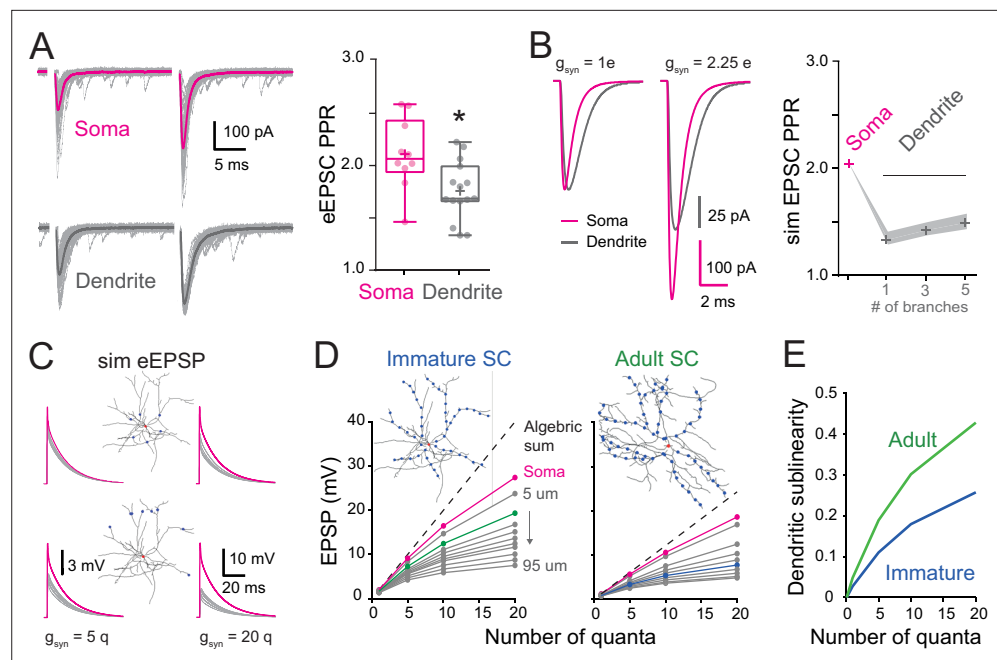 A
Soma
100 pA
5 ms
Dendrite
3.0
2.0
1.0
eEPSC PPR
*
Soma Dendrite
B
g_syn = 1e
g_syn = 2.25 e
Soma
Dendrite
25 pA
100 pA
2 ms
3.0
2.0
1.0
sim EPSC PPR
Soma
Dendrite
1 3 5
# of branches
C
sim eEPSP
3 mV
10 mV
20 ms
g_syn = 5 q
g_syn = 20 q
D
Immature SC
Adult SC
EPSP (mV)
40
30
20
10
0
Algebric
sum
Soma
5 um
95 um
0 5 10 15 20
0 5 10 15 20
Number of quanta
E
Dendritic sublinearity
0.5
0.4
0.3
0.2
0.1
0
Adult
Immature
0 5 10 15 20
Number of quanta